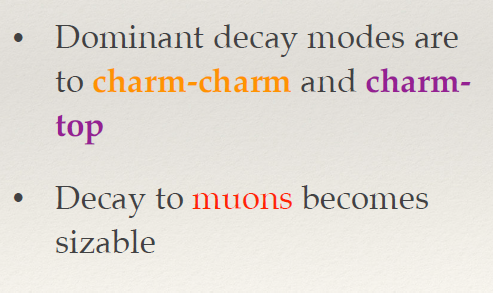 • Dominant decay modes are
to charm-charm and charm-
top
• Decay to muons becomes
sizable